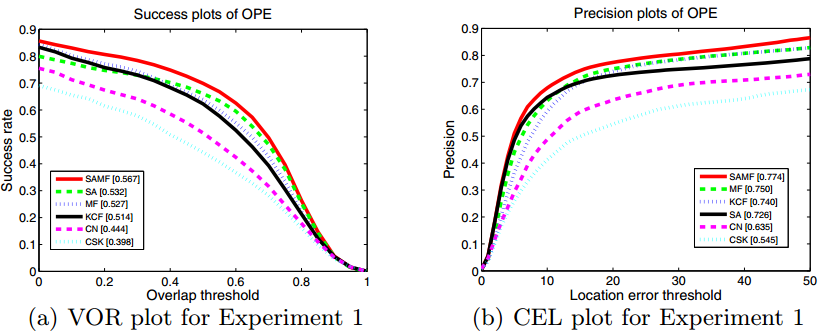 Success plots of OPE
0.9
0.8
0.7
0.6
0.5
0.4
0.3
0.2
0.1
0
Success rate
SAMF [0.567]
SA [0.532]
MF [0.527]
KCF [0.514]
CN [0.444]
CSK [0.398]
0 0.2 0.4 0.6 0.8 1
Overlap threshold
(a) VOR plot for Experiment 1
Precision plots of OPE
0.9
0.8
0.7
0.6
0.5
0.4
0.3
0.2
0.1
0
Precision
SAMF [0.774]
MF [0.750]
KCF [0.740]
SA [0.726]
CN [0.635]
CSK [0.545]
0 10 20 30 40 50
Location error threshold
(b) CEL plot for Experiment 1